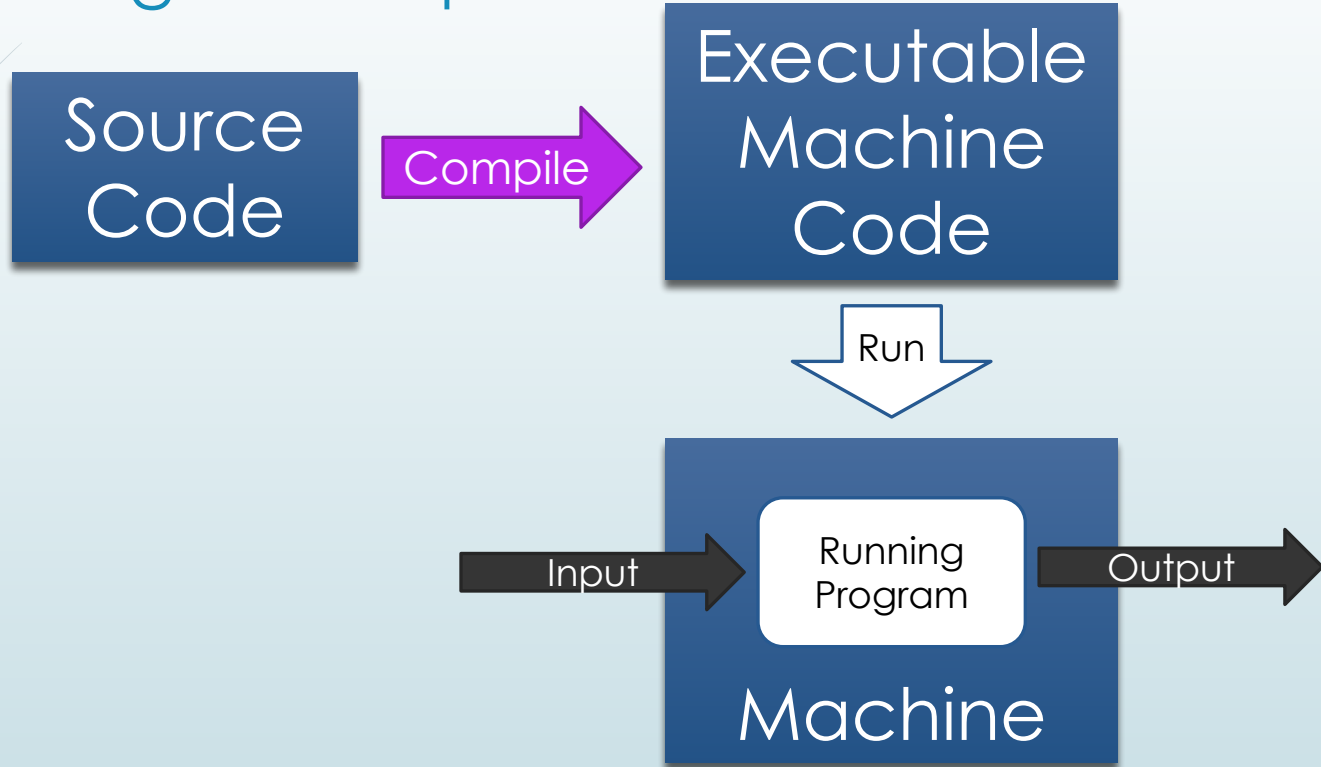 Source
Code
Compile
Executable
Machine
Code
Run
Input
Running
Program
Output
Machine